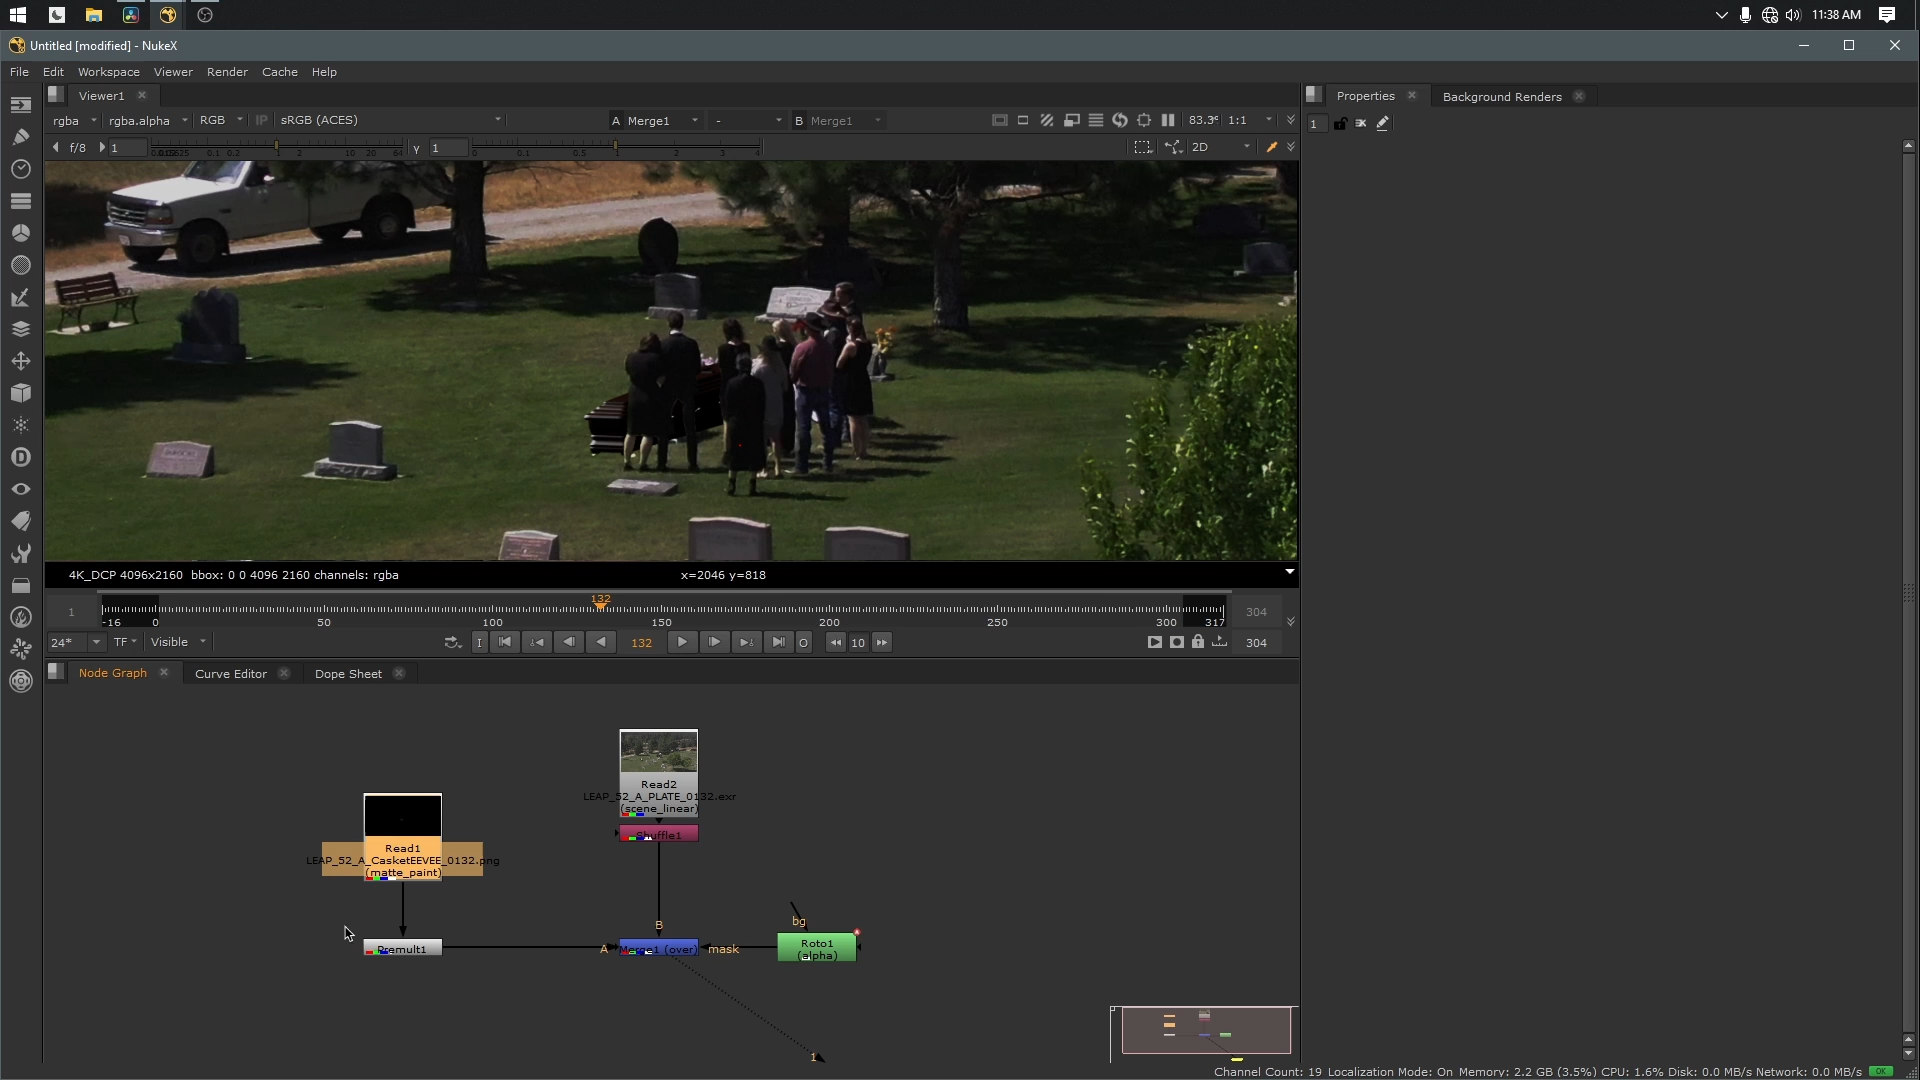 11:38 AM
Untitled [modified] - NukeX
File Edit Workspace Viewer Render Cache Help
Viewer1
Properties
Background Renders
rgba rgba.alpha RGB IP sRGB (ACES) A Merge1 - B Merge1 83.3% 1:1
1
f/8 1 γ 1 2D
4K_DCP 4096x2160 bbox: 0 0 4096 2160 channels: rgba x=2046 y=818
132
1 304
-16 0 50 100 150 200 250 300 317
24* TF Visible I 132 O 10 304
Node Graph Curve Editor Dope Sheet
Read2
LEAP_52_A_PLATE_0132.exr
(scene_linear)
Shuffle1
Read1
LEAP_52_A_CasketEEVEE_0132.png
(matte_paint)
B
bg
Premult1
A
Merge1 (over)
mask
Roto1
(alpha)
1
Channel Count: 19 Localization Mode: On Memory: 2.2 GB (3.5%) CPU: 1.6% Disk: 0.0 MB/s Network: 0.0 MB/s OK